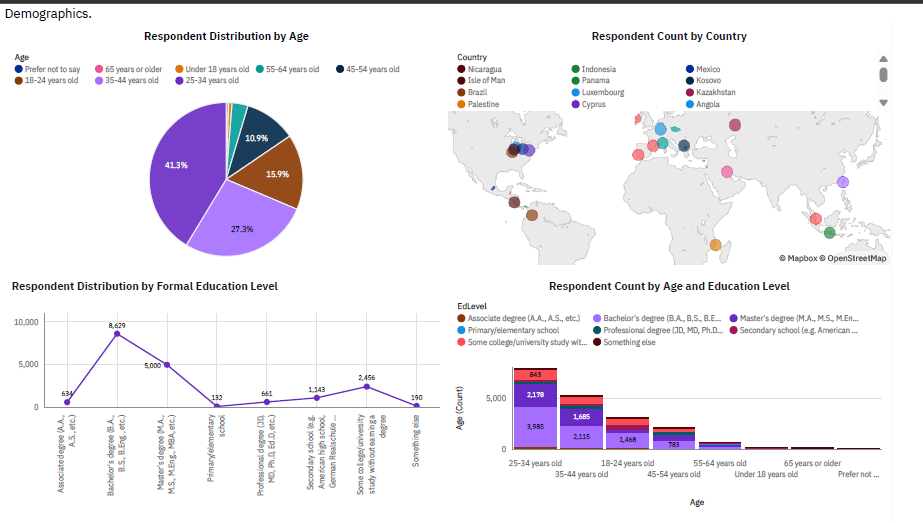 Demographics.
Respondent Distribution by Age
Age
Prefer not to say 65 years or older Under 18 years old 55-64 years old 45-54 years old
18-24 years old 35-44 years old 25-34 years old
10.9%
41.3%
15.9%
27.3%
Respondent Count by Country
Country
Nicaragua Indonesia Mexico
Isle of Man Panama Kosovo
Brazil Luxembourg Kazakhstan
Palestine Cyprus Angola
© Mapbox © OpenStreetMap
Respondent Distribution by Formal Education Level
10,000
5,000
0
634
8,629
5,000
132
661
1,143
2,456
190
Associate degree (A.A.,
A.S., etc.)
Bachelor's degree (B.A.,
B.S., B.Eng., etc.)
Master's degree (M.A.,
M.S., M.Eng., MBA, etc.)
Primary/elementary
school
Professional degree (JD,
MD, Ph.D, Ed.D, etc.)
Secondary school (e.g.
American high school,
German Realschule ...
Some college/university
study without earning a
degree
Something else
Respondent Count by Age and Education Level
EdLevel
Associate degree (A.A., A.S., etc.) Bachelor's degree (B.A., B.S., B.E... Master's degree (M.A., M.S., M.En...
Primary/elementary school Professional degree (JD, MD, Ph.D... Secondary school (e.g. American ...
Some college/university study wit... Something else
Age (Count)
5,000
0
843
2,178
3,985
1,685
2,115
1,468
783
25-34 years old 18-24 years old 55-64 years old 65 years or older
35-44 years old 45-54 years old Under 18 years old Prefer not ...
Age